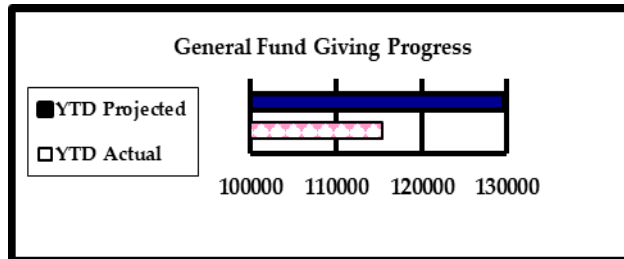 General Fund Giving Progress
YTD Projected
YTD Actual
100000 110000 120000 130000